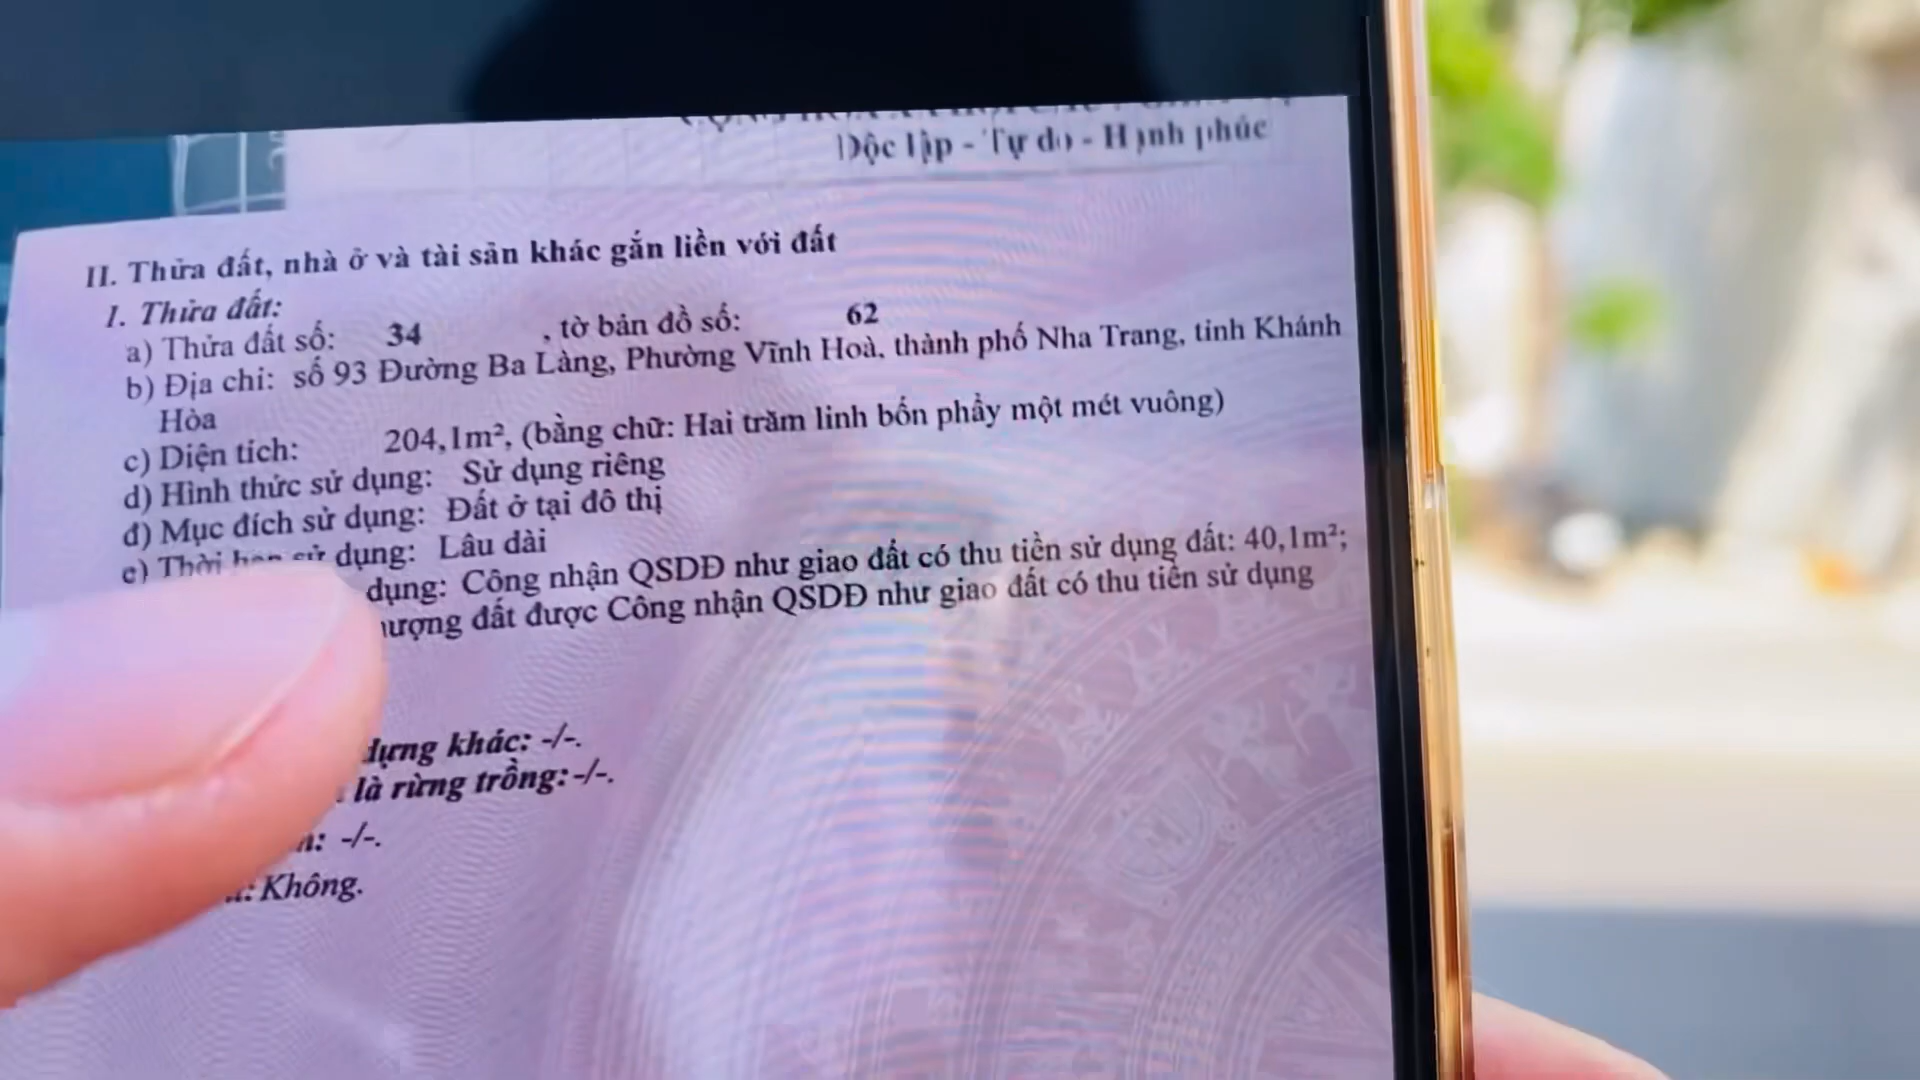 Độc lập - Tự do - Hạnh phúc
II. Thửa đất, nhà ở và tài sản khác gắn liền với đất
1. Thửa đất:
a) Thửa đất số: 34 , tờ bản đồ số: 62
b) Địa chỉ: số 93 Đường Ba Làng, Phường Vĩnh Hoà, thành phố Nha Trang, tỉnh Khánh
Hòa
c) Diện tích: 204,1m², (bằng chữ: Hai trăm linh bốn phẩy một mét vuông)
d) Hình thức sử dụng: Sử dụng riêng
đ) Mục đích sử dụng: Đất ở tại đô thị
e) Thời hạn sử dụng: Lâu dài
dụng: Công nhận QSDĐ như giao đất có thu tiền sử dụng đất: 40,1m²;
đất được Công nhận QSDĐ như giao đất có thu tiền sử dụng
dựng khác: -/-.
là rừng trồng:-/-.
-/-.
Không.